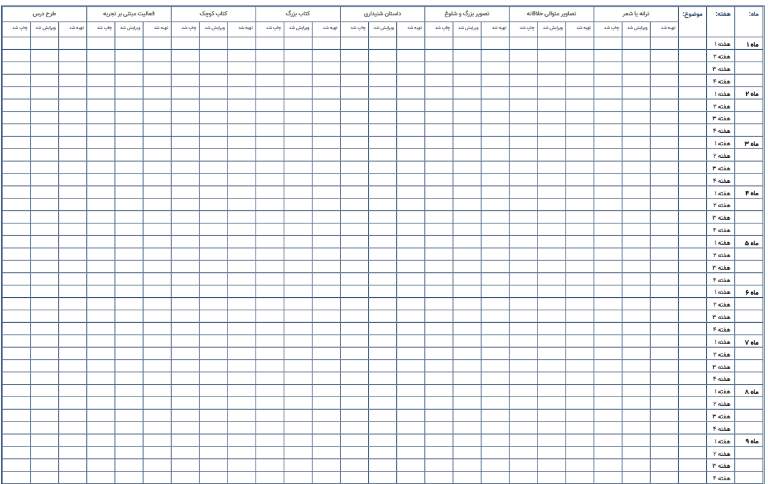 ماه: هفته: موضوع: ترانه یا شعر تصاویر متوالی خلاقانه تصویر بزرگ و شلوغ داستان شنیداری کتاب بزرگ کتاب کوچک فعالیت مبتنی بر تجربه طرح درس
تهیه شد تهیه شد ویرایش شد چاپ شد تهیه شد ویرایش شد چاپ شد تهیه شد ویرایش شد چاپ شد تهیه شد ویرایش شد چاپ شد تهیه شد ویرایش شد چاپ شد تهیه شد ویرایش شد چاپ شد تهیه شد ویرایش شد چاپ شد
ماه ۱ هفته ۱
هفته ۲
هفته ۳
هفته ۴
ماه ۲ هفته ۱
هفته ۲
هفته ۳
هفته ۴
ماه ۳ هفته ۱
هفته ۲
هفته ۳
هفته ۴
ماه ۴ هفته ۱
هفته ۲
هفته ۳
هفته ۴
ماه ۵ هفته ۱
هفته ۲
هفته ۳
هفته ۴
ماه ۶ هفته ۱
هفته ۲
هفته ۳
هفته ۴
ماه ۷ هفته ۱
هفته ۲
هفته ۳
هفته ۴
ماه ۸ هفته ۱
هفته ۲
هفته ۳
هفته ۴
ماه ۹ هفته ۱
هفته ۲
هفته ۳
هفته ۴